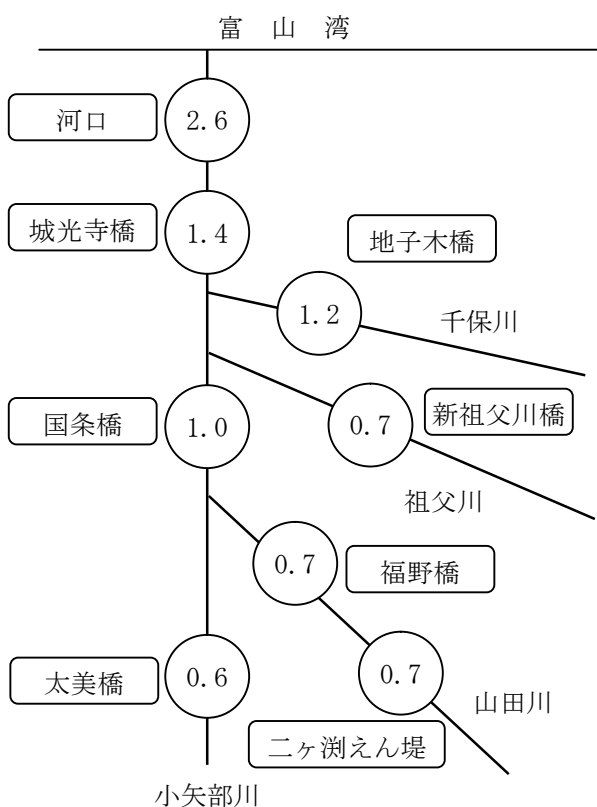 富山湾
河口
2.6
城光寺橋
1.4
地子木橋
1.2
千保川
国条橋
1.0
0.7
新祖父川橋
祖父川
0.7
福野橋
太美橋
0.6
0.7
山田川
二ヶ渕えん堤
小矢部川